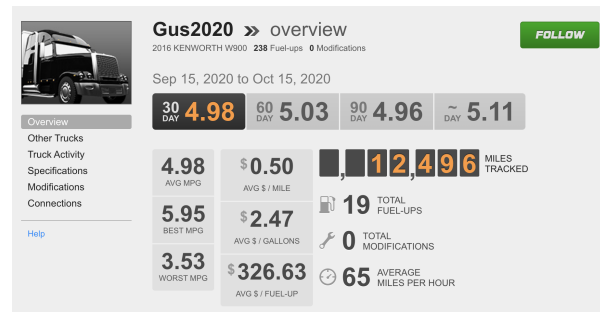 Gus2020 » overview
2016 KENWORTH W900 238 Fuel-ups 0 Modifications
FOLLOW
Sep 15, 2020 to Oct 15, 2020
30 DAY 4.98 60 DAY 5.03 90 DAY 4.96 ~ DAY 5.11
Overview
Other Trucks
Truck Activity
Specifications
Modifications
Connections
Help
4.98
AVG MPG
5.95
BEST MPG
3.53
WORST MPG
$0.50
AVG $ / MILE
$2.47
AVG $ / GALLONS
$326.63
AVG $ / FUEL-UP
12,496 MILES TRACKED
19 TOTAL FUEL-UPS
0 TOTAL MODIFICATIONS
65 AVERAGE MILES PER HOUR